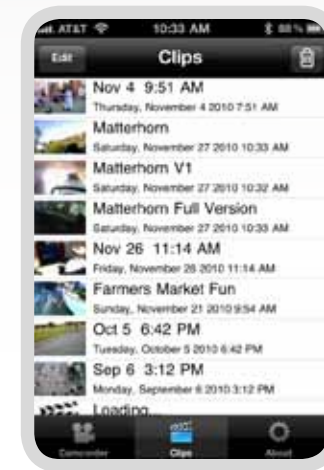 AT&T 10:33 AM 88%
Edit Clips
Nov 4 9:51 AM
Thursday, November 4 2010 7:51 AM
Matterhorn
Saturday, November 27 2010 10:33 AM
Matterhorn V1
Saturday, November 27 2010 10:32 AM
Matterhorn Full Version
Saturday, November 27 2010 10:33 AM
Nov 26 11:14 AM
Friday, November 26 2010 11:14 AM
Farmers Market Fun
Sunday, November 21 2010 9:54 AM
Oct 5 6:42 PM
Tuesday, October 5 2010 6:42 PM
Sep 6 3:12 PM
Monday, September 6 2010 3:12 PM
Loading...
Camcorder Clips About